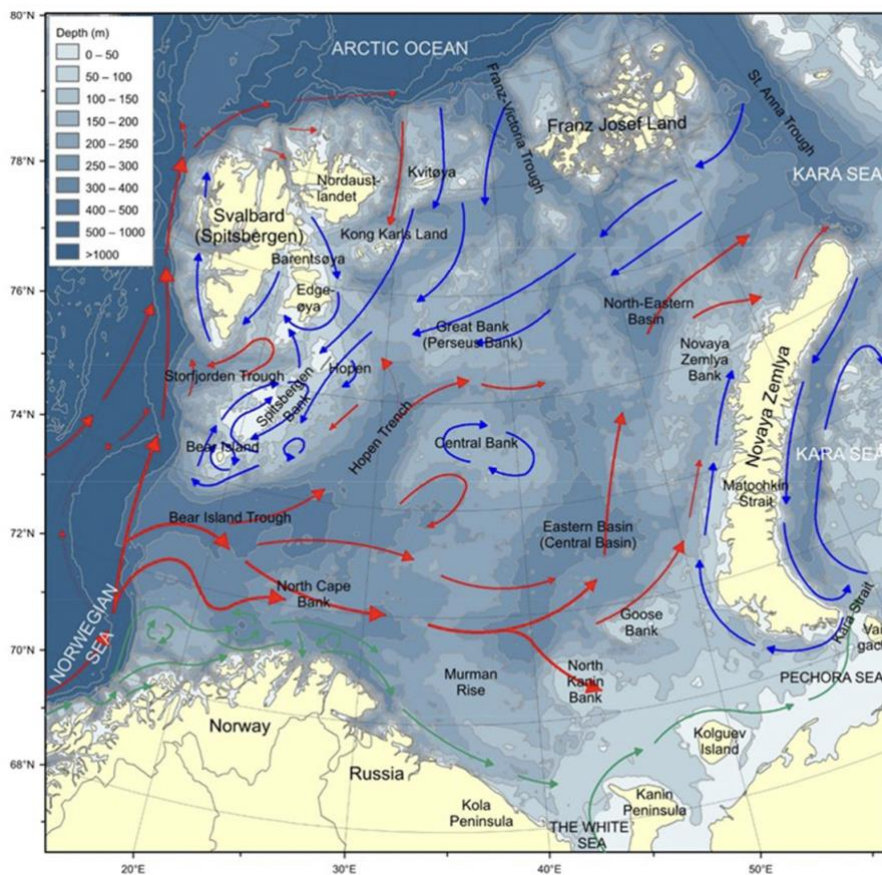 80°N
Depth (m)
0 – 50
50 – 100
100 – 150
150 – 200
200 – 250
250 – 300
300 – 400
400 – 500
500 – 1000
>1000
ARCTIC OCEAN
Franz-Victoria Trough
Franz Josef Land
St. Anna Trough
78°N
KARA SEA
Kvitøya
Nordaust-
landet
Svalbard
(Spitsbergen)
Kong Karls Land
Barentsøya
76°N
Edge-
øya
North-Eastern
Basin
Great Bank
(Perseus Bank)
Novaya
Zemlya
Bank
Novaya Zemlya
Storfjorden Trough
Hopen
Spitsbergen
Bank
74°N
Hopen Trench
Bear Island
Central Bank
KARA SEA
Matochkin
Strait
72°N
Bear Island Trough
Eastern Basin
(Central Basin)
North Cape
Bank
NORWEGIAN
SEA
Goose
Bank
Kara Strait
Vai
gach
70°N
Murman
Rise
North
Kanin
Bank
PECHORA SEA
Norway
Kolguev
Island
68°N
Russia
Kola
Peninsula
Kanin
Peninsula
THE WHITE
SEA
20°E
30°E
40°E
50°E